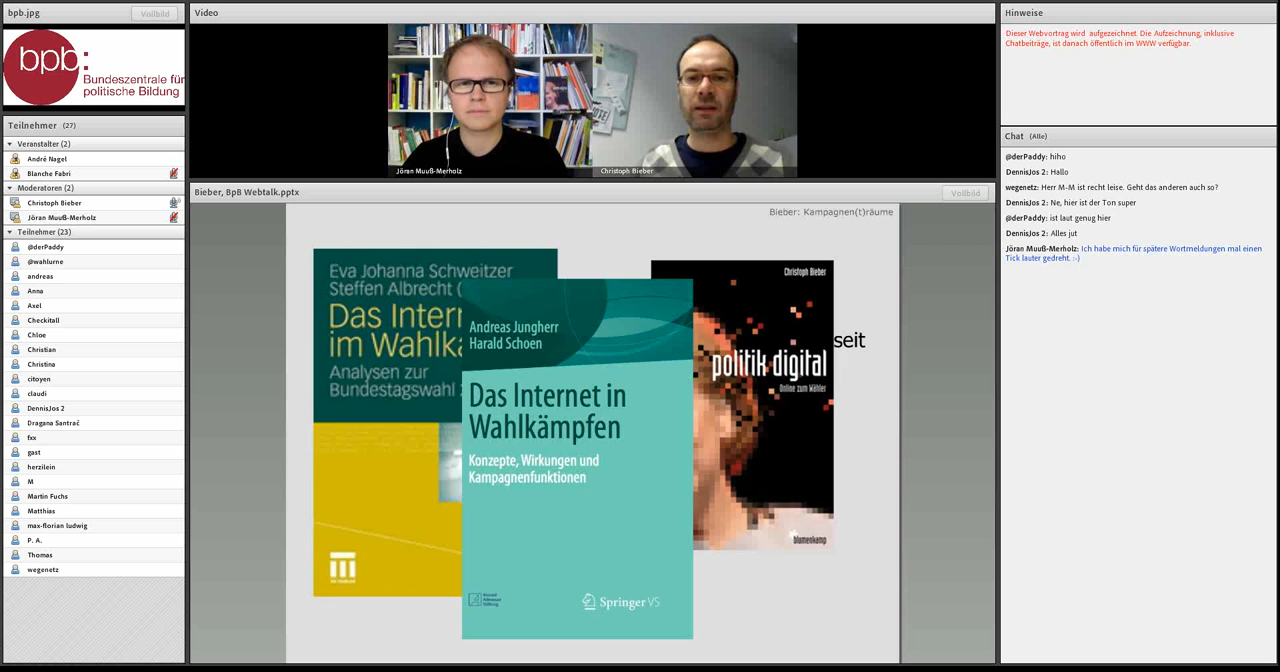 bpb.jpg
Vollbild
bpb:
Bundeszentrale für
politische Bildung
Teilnehmer (27)
Veranstalter (2)
André Nagel
Blanche Fabri
Moderatoren (2)
Christoph Bieber
Jöran Muuß-Merholz
Teilnehmer (23)
@derPaddy
@wahlurne
andreas
Anna
Axel
Checkitall
Chloe
Christian
Christina
citoyen
claudi
DennisJos 2
Dragana Santrač
fxx
gast
herzilein
M
Martin Fuchs
Matthias
max-florian ludwig
P. A.
Thomas
wegenetz
Video
Jöran Muuß-Merholz
Christoph Bieber
Bieber, BpB Webtalk.pptx
Vollbild
Bieber: Kampagnen(t)räume
Eva Johanna Schweitzer
Steffen Albrecht (
Das Intern
im Wahlka
Analysen zur
Bundestagswahl
Andreas Jungherr
Harald Schoen
Das Internet in
Wahlkämpfen
Konzepte, Wirkungen und
Kampagnenfunktionen
Konrad
Adenauer
Stiftung
Springer VS
Christoph Bieber
politik digital
Online zum Wähler
blumenkamp
seit
Hinweise
Dieser Webvortrag wird aufgezeichnet. Die Aufzeichnung, inklusive
Chatbeiträge, ist danach öffentlich im WWW verfügbar.
Chat (Alle)
@derPaddy: hiho
DennisJos 2: Hallo
wegenetz: Herr M-M ist recht leise. Geht das anderen auch so?
DennisJos 2: Ne, hier ist der Ton super
@derPaddy: ist laut genug hier
DennisJos 2: Alles jut
Jöran Muuß-Merholz: Ich habe mich für spätere Wortmeldungen mal einen
Tick lauter gedreht. :-)